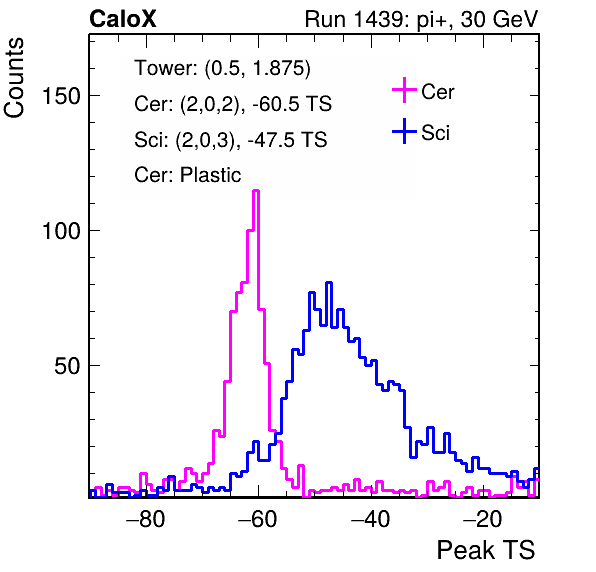 CaloX Run 1439: pi+, 30 GeV
Counts
Tower: (0.5, 1.875)
Cer: (2,0,2), -60.5 TS
Sci: (2,0,3), -47.5 TS
Cer: Plastic
Cer
Sci
150
100
50
−80 −60 −40 −20
Peak TS